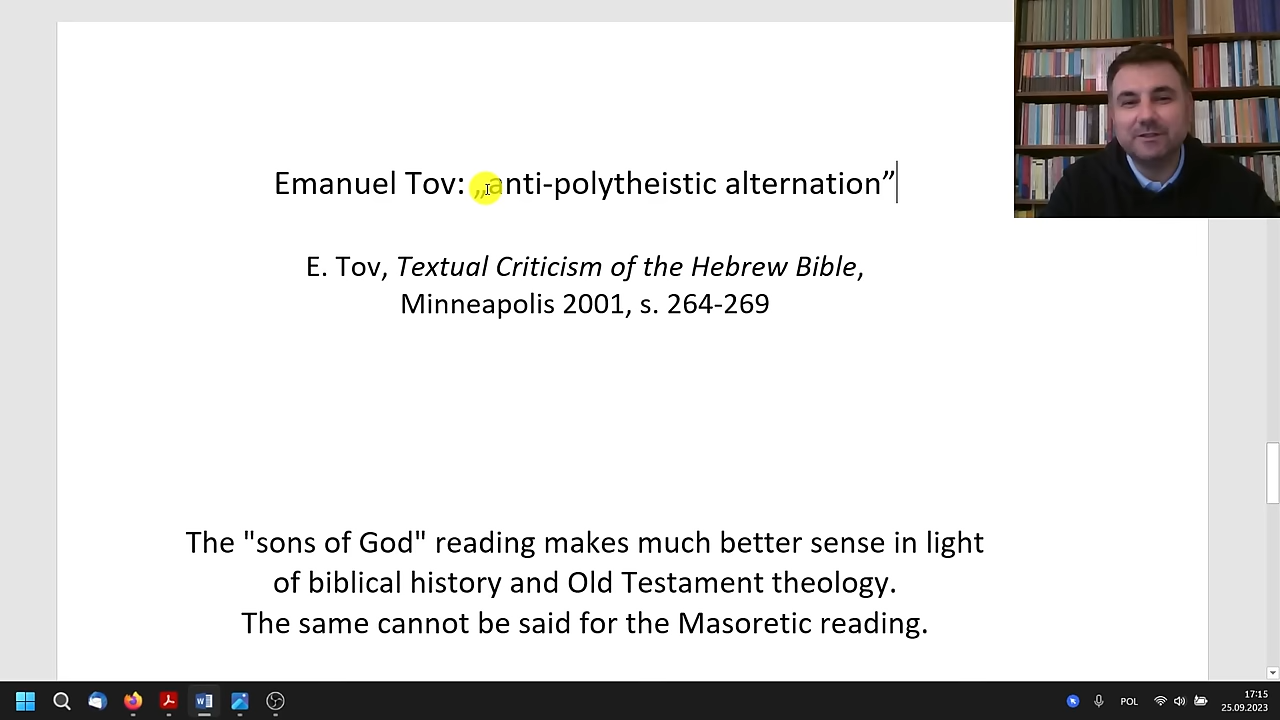 Emanuel Tov: „anti-polytheistic alternation”
E. Tov, Textual Criticism of the Hebrew Bible,
Minneapolis 2001, s. 264-269
The "sons of God" reading makes much better sense in light
of biblical history and Old Testament theology.
The same cannot be said for the Masoretic reading.
POL
17:15
25.09.2023